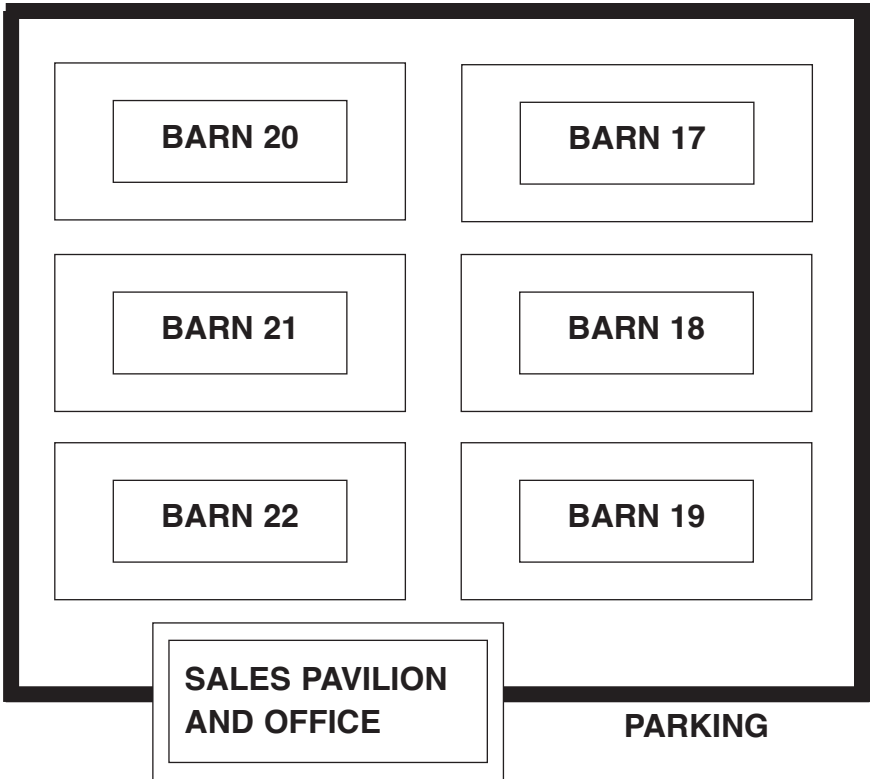 BARN 20
BARN 17
BARN 21
BARN 18
BARN 22
BARN 19
SALES PAVILION
AND OFFICE
PARKING